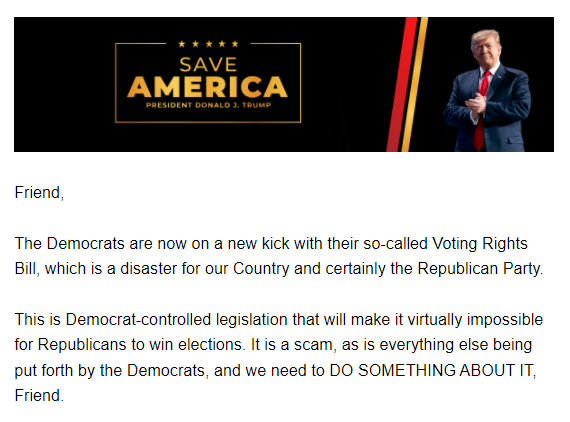 SAVE
AMERICA
PRESIDENT DONALD J. TRUMP
Friend,
The Democrats are now on a new kick with their so-called Voting Rights
Bill, which is a disaster for our Country and certainly the Republican Party.
This is Democrat-controlled legislation that will make it virtually impossible
for Republicans to win elections. It is a scam, as is everything else being
put forth by the Democrats, and we need to DO SOMETHING ABOUT IT,
Friend.